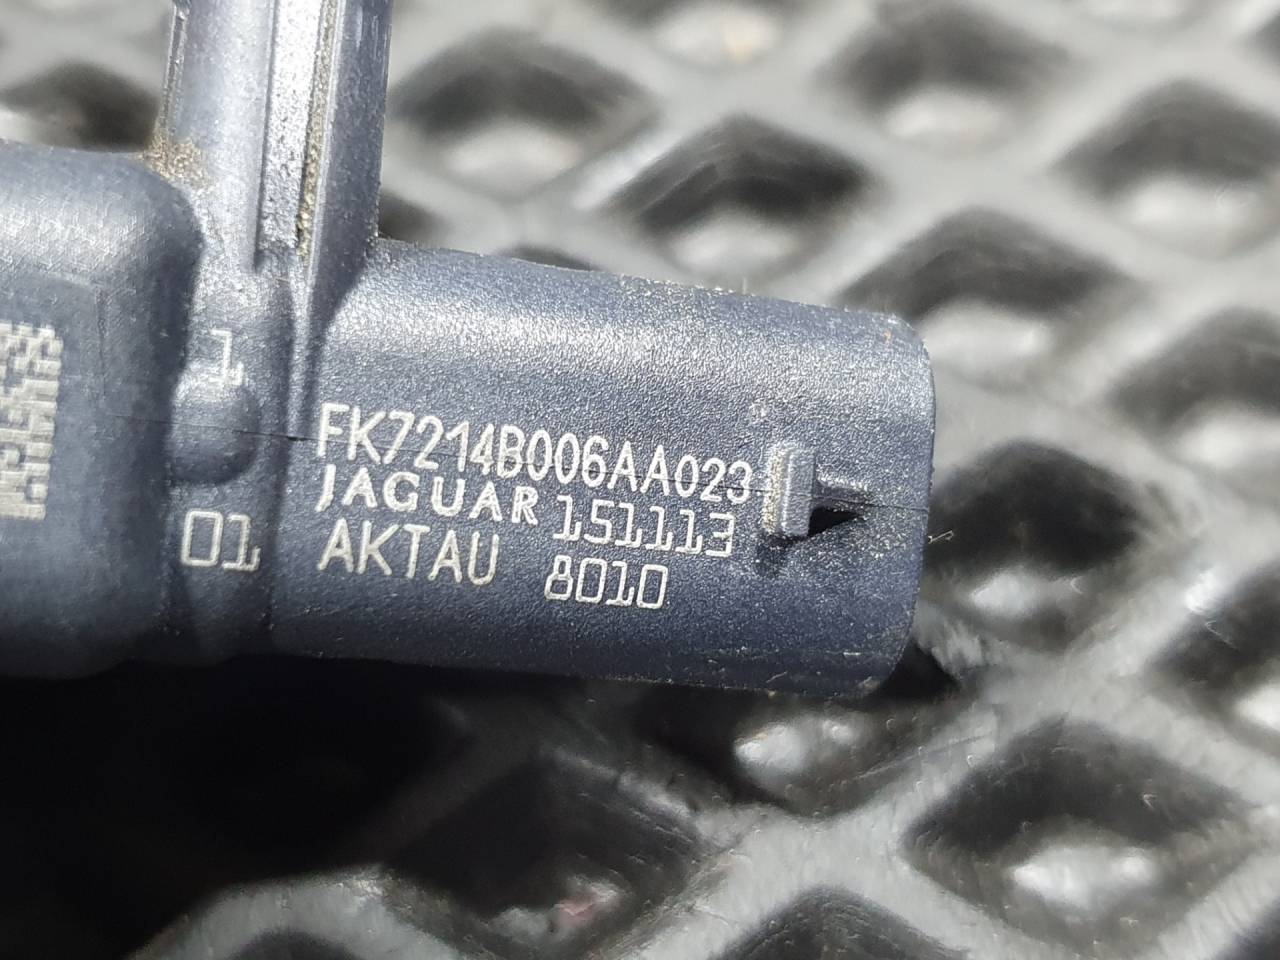 1
FK7214B006AA023
JAGUAR 151113
01 AKTAU 8010